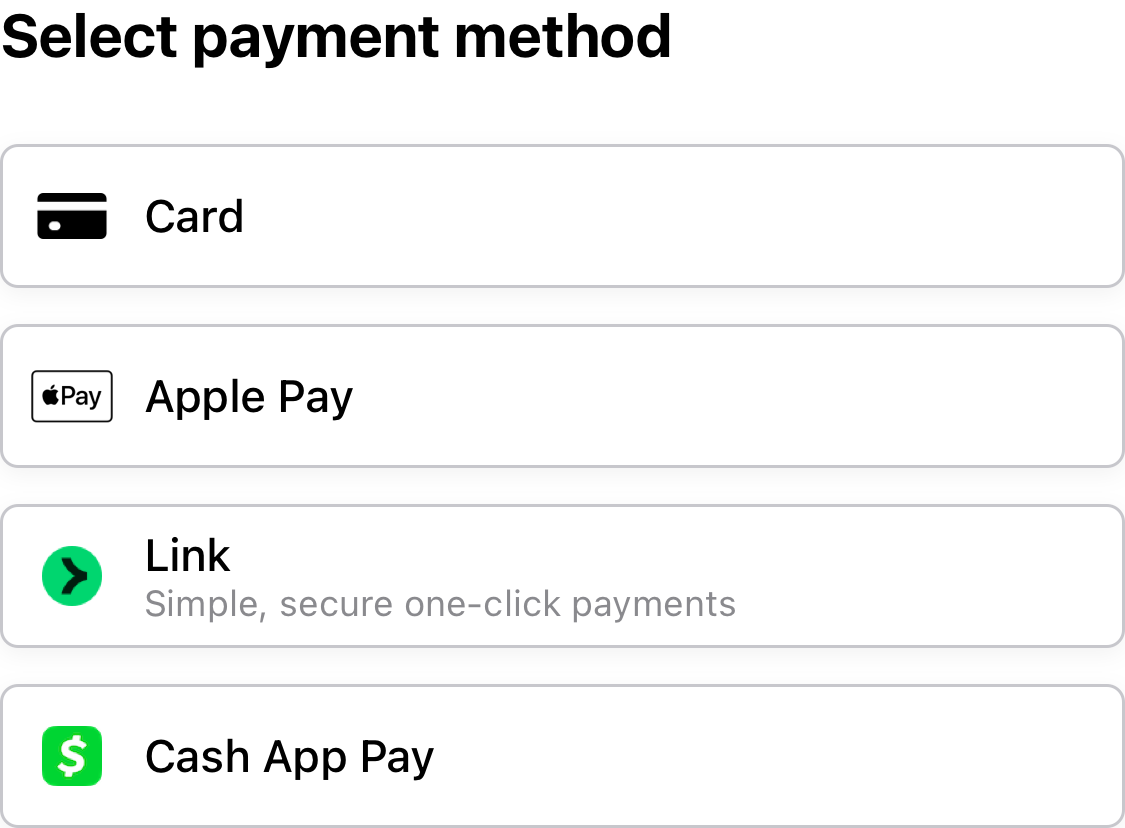 Select payment method
Card
Pay
Apple Pay
Link
Simple, secure one-click payments
$
Cash App Pay